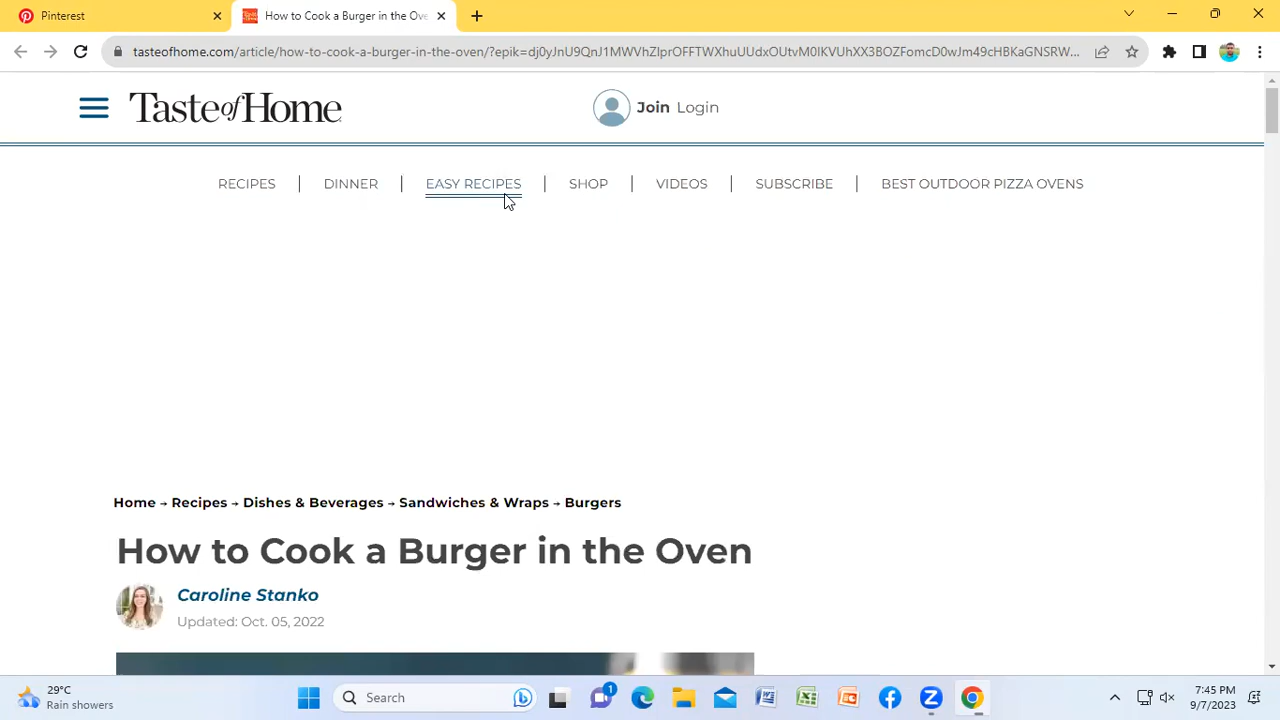 Pinterest
How to Cook a Burger in the Ove
tasteofhome.com/article/how-to-cook-a-burger-in-the-oven/?epik=dj0yJnU9QnJ1MWVhZlprOFFTWXhuUUdxOUtvM0lKVUhXX3BOZFomcD0wJm49cHBKaGNSRW...
Taste of Home
Join Login
RECIPES | DINNER | EASY RECIPES | SHOP | VIDEOS | SUBSCRIBE | BEST OUTDOOR PIZZA OVENS
Home → Recipes → Dishes & Beverages → Sandwiches & Wraps → Burgers
How to Cook a Burger in the Oven
Caroline Stanko
Updated: Oct. 05, 2022
29°C
Rain showers
Search
1
7:45 PM
9/7/2023